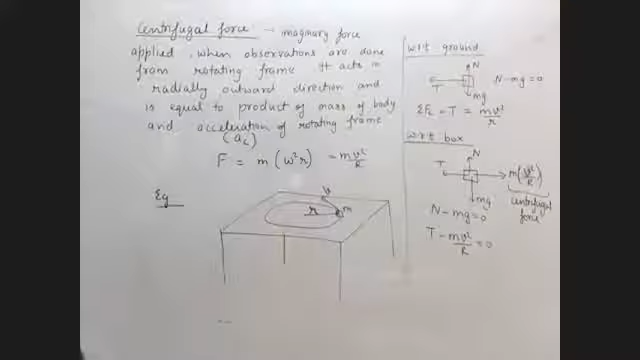 Centrifugal force :- imaginary force
applied, when observations are done
from rotating frame It acts in
radially outward direction and
is equal to product of mass of body
and acceleration of rotating frame
(ac)
F = m (ω²r) = mv²/R
Eg
v
r
m
wrt ground
N
T
mg
N-mg=0
ΣFc = T = mv²/r
wrt box
N
T
m(v²/R)
mg
centrifugal
force
N-mg=0
T-mv²/R=0